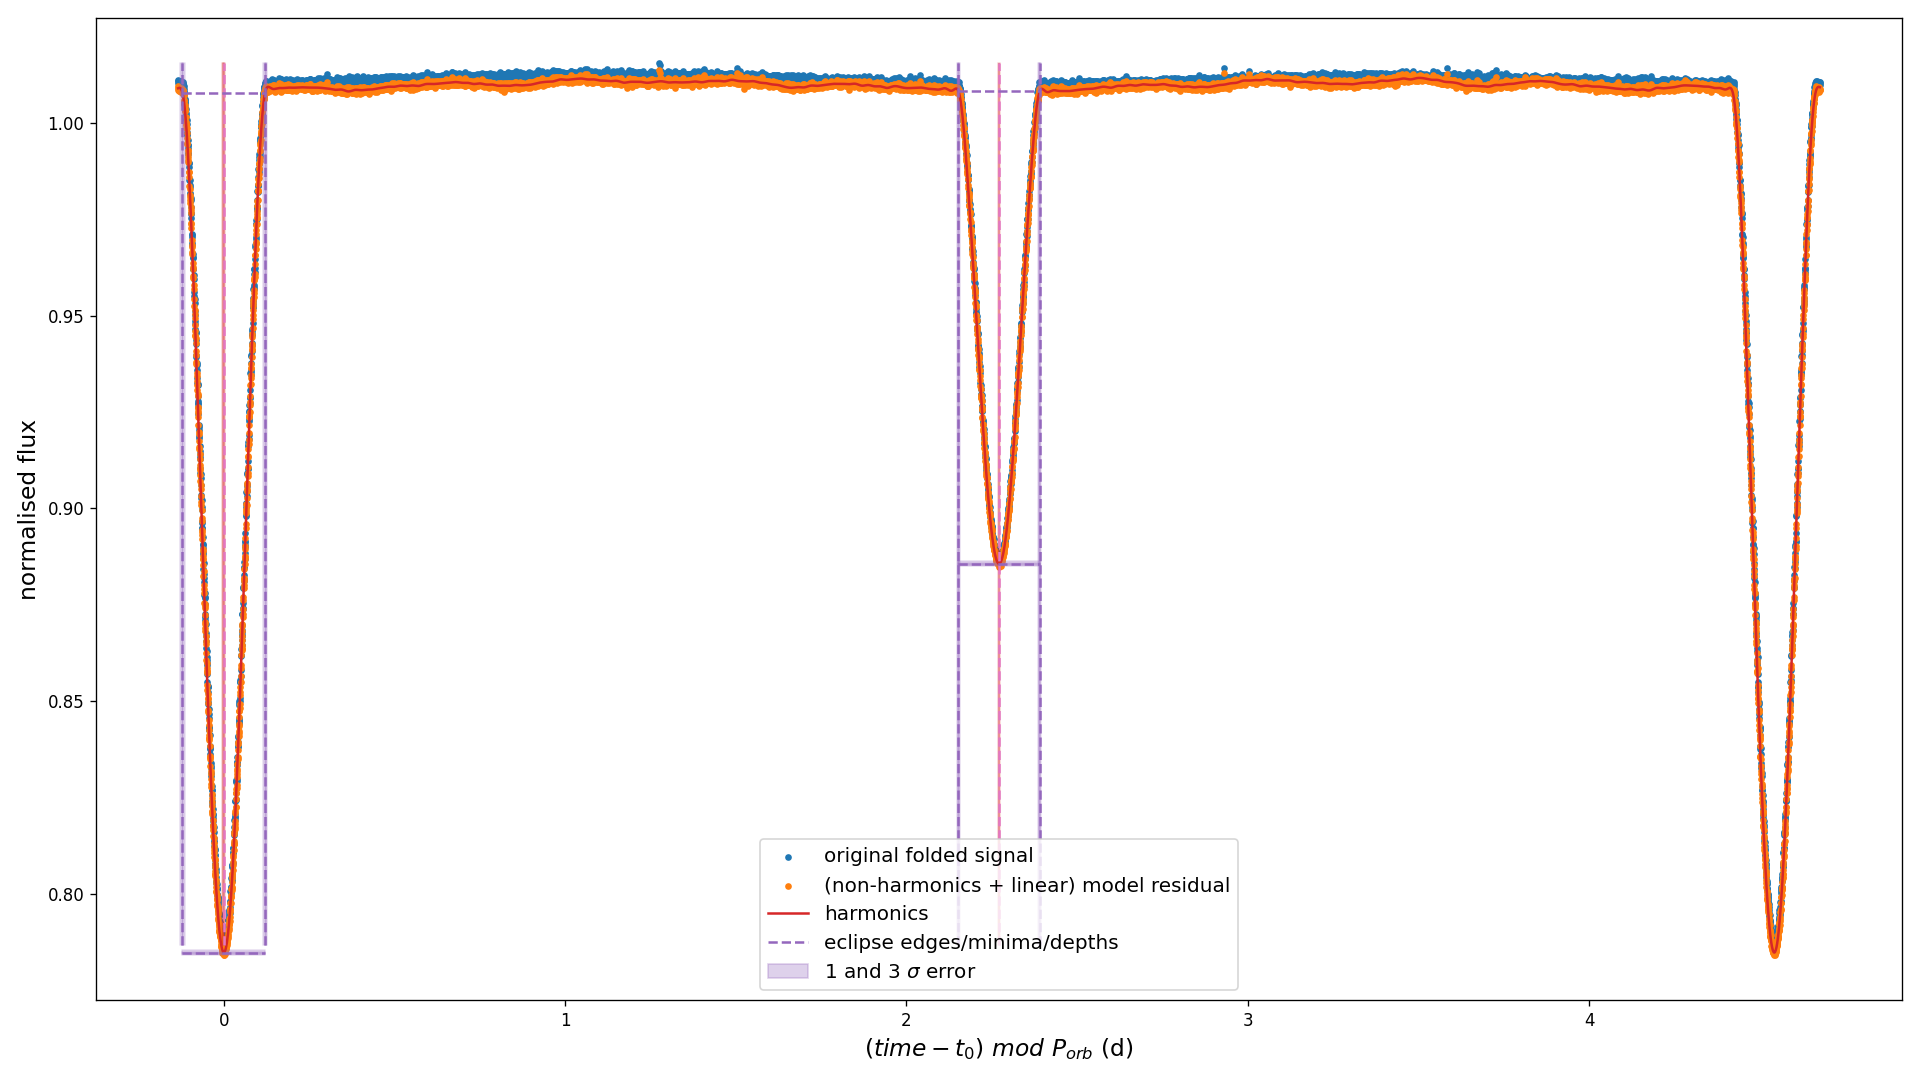 normalised flux
1.00
0.95
0.90
0.85
0.80
original folded signal
(non-harmonics + linear) model residual
harmonics
eclipse edges/minima/depths
1 and 3 σ error
0 1 2 3 4
(time − t₀) mod Pₒᵣb (d)